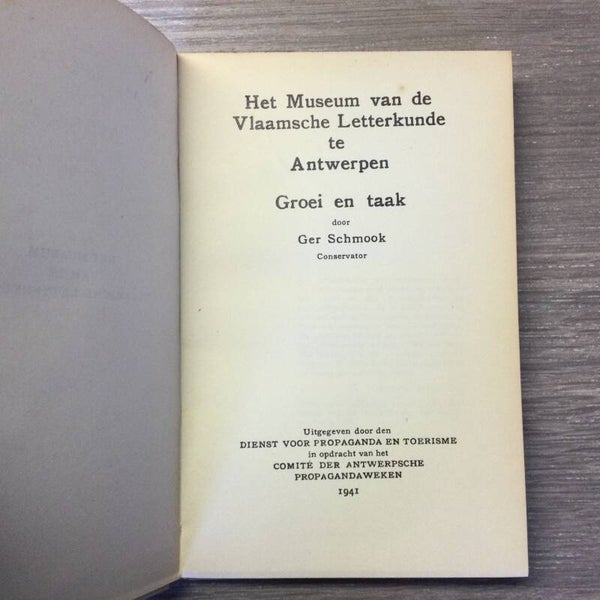 Het Museum van de
Vlaamsche Letterkunde
te
Antwerpen
Groei en taak
door
Ger Schmook
Conservator
Uitgegeven door den
DIENST VOOR PROPAGANDA EN TOERISME
in opdracht van het
COMITÉ DER ANTWERPSCHE
PROPAGANDAWEKEN
1941